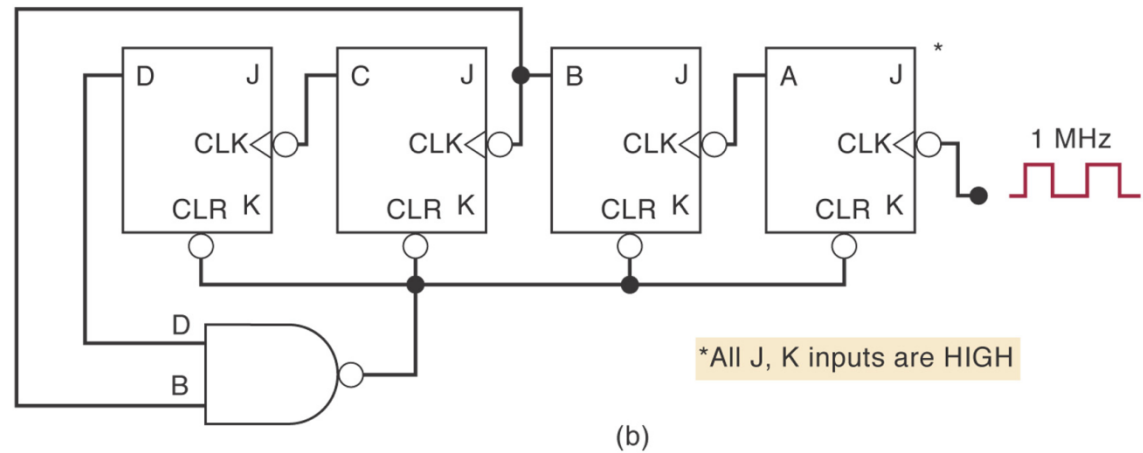 *
D J C J B J A J
1 MHz
CLK CLK CLK CLK
CLR K CLR K CLR K CLR K
D
*All J, K inputs are HIGH
B
(b)